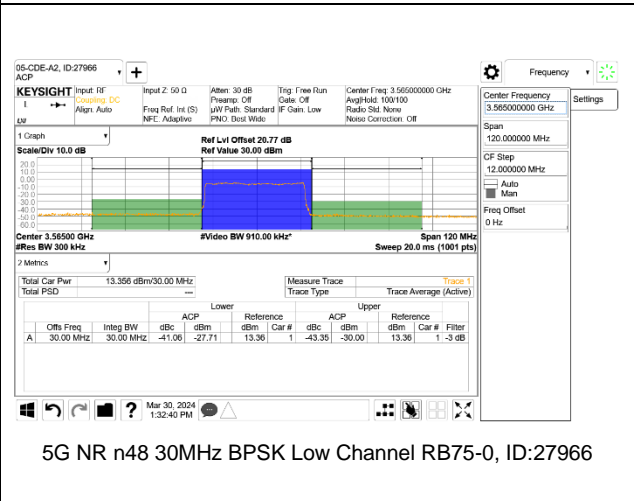 05-CDE-A2, ID:27966
ACP
Frequency
KEYSIGHT Input: RF Input Z: 50 Ω Atten: 30 dB Trig: Free Run Center Freq: 3.565000000 GHz
Coupling: DC Preamp: Off Gate: Off Avg|Hold: 100/100
Align: Auto Freq Ref: Int (S) µW Path: Standard IF Gain: Low Radio Std: None
NFE: Adaptive PNO: Best Wide Noise Correction: Off
Center Frequency
3.565000000 GHz
Settings
Span
120.000000 MHz
CF Step
12.000000 MHz
Auto
Man
Freq Offset
0 Hz
1 Graph
Ref Lvl Offset 20.77 dB
Scale/Div 10.0 dB Ref Value 30.00 dBm
20.0
10.0
0.00
-10.0
-20.0
-30.0
-40.0
-50.0
-60.0
Center 3.56500 GHz #Video BW 910.00 kHz* Span 120 MHz
#Res BW 300 kHz Sweep 20.0 ms (1001 pts)
2 Metrics
Total Car Pwr 13.356 dBm/30.00 MHz Measure Trace Trace 1
Total PSD --- Trace Type Trace Average (Active)
Lower Upper
ACP Reference ACP Reference
Offs Freq Integ BW dBc dBm dBm Car # dBc dBm dBm Car # Filter
A 30.00 MHz 30.00 MHz -41.06 -27.71 13.36 1 -43.35 -30.00 13.36 1 -3 dB
Mar 30, 2024
1:32:40 PM
5G NR n48 30MHz BPSK Low Channel RB75-0, ID:27966